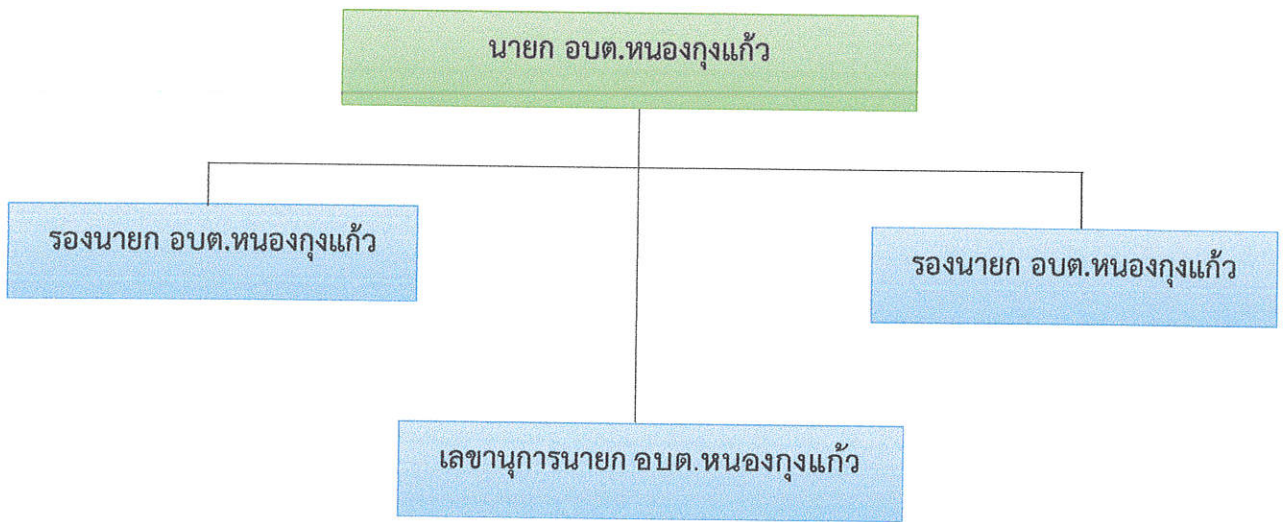 นายก อบต.หนองกุงแก้ว
รองนายก อบต.หนองกุงแก้ว
รองนายก อบต.หนองกุงแก้ว
เลขานุการนายก อบต.หนองกุงแก้ว